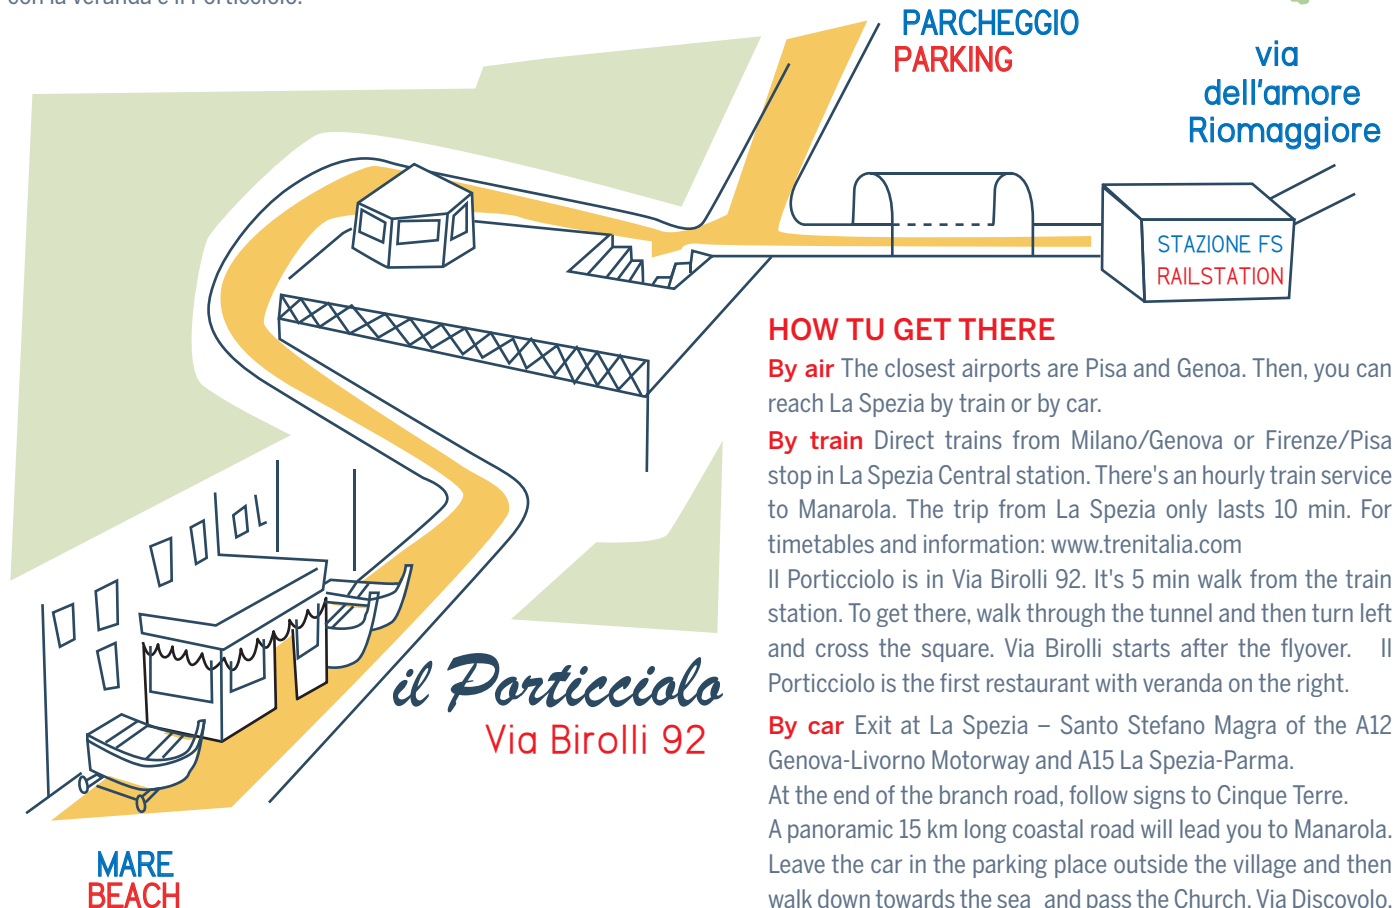 con la veranda è il Porticciolo.
PARCHEGGIO
PARKING
via
dell'amore
Riomaggiore
STAZIONE FS
RAILSTATION
HOW TU GET THERE
By air The closest airports are Pisa and Genoa. Then, you can
reach La Spezia by train or by car.
By train Direct trains from Milano/Genova or Firenze/Pisa
stop in La Spezia Central station. There's an hourly train service
to Manarola. The trip from La Spezia only lasts 10 min. For
timetables and information: www.trenitalia.com
Il Porticciolo is in Via Birolli 92. It's 5 min walk from the train
station. To get there, walk through the tunnel and then turn left
and cross the square. Via Birolli starts after the flyover. Il
Porticciolo is the first restaurant with veranda on the right.
By car Exit at La Spezia – Santo Stefano Magra of the A12
Genova-Livorno Motorway and A15 La Spezia-Parma.
At the end of the branch road, follow signs to Cinque Terre.
A panoramic 15 km long coastal road will lead you to Manarola.
Leave the car in the parking place outside the village and then
walk down towards the sea and pass the Church, Via Discovolo,
il Porticciolo
Via Birolli 92
MARE
BEACH